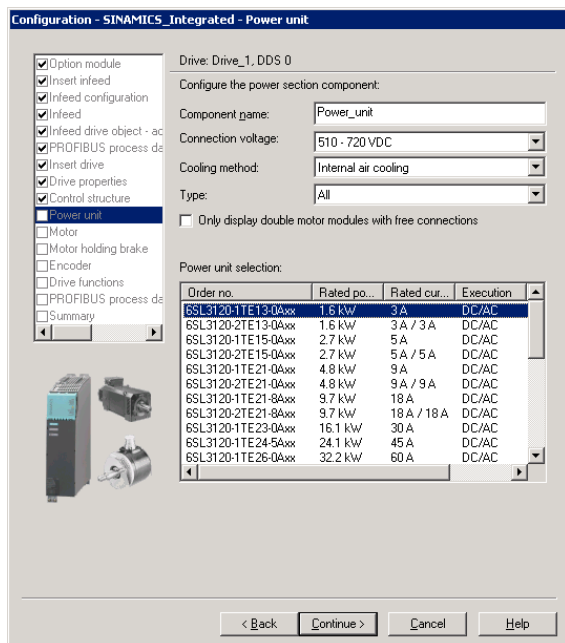 Configuration - SINAMICS_Integrated - Power unit
Option module
Insert infeed
Infeed configuration
Infeed
Infeed drive object - ac
PROFIBUS process da
Insert drive
Drive properties
Control structure
Power unit
Motor
Motor holding brake
Encoder
Drive functions
PROFIBUS process da
Summary
Drive: Drive_1, DDS 0
Configure the power section component:
Component name: Power_unit
Connection voltage: 510 - 720 VDC
Cooling method: Internal air cooling
Type: All
Only display double motor modules with free connections
Power unit selection:
Order no. Rated po... Rated cur... Execution
6SL3120-1TE13-0Axx 1.6 kW 3 A DC/AC
6SL3120-2TE13-0Axx 1.6 kW 3 A / 3 A DC/AC
6SL3120-1TE15-0Axx 2.7 kW 5 A DC/AC
6SL3120-2TE15-0Axx 2.7 kW 5 A / 5 A DC/AC
6SL3120-1TE21-0Axx 4.8 kW 9 A DC/AC
6SL3120-2TE21-0Axx 4.8 kW 9 A / 9 A DC/AC
6SL3120-1TE21-8Axx 9.7 kW 18 A DC/AC
6SL3120-2TE21-8Axx 9.7 kW 18 A / 18 A DC/AC
6SL3120-1TE23-0Axx 16.1 kW 30 A DC/AC
6SL3120-1TE24-5Axx 24.1 kW 45 A DC/AC
6SL3120-1TE26-0Axx 32.2 kW 60 A DC/AC
< Back Continue > Cancel Help